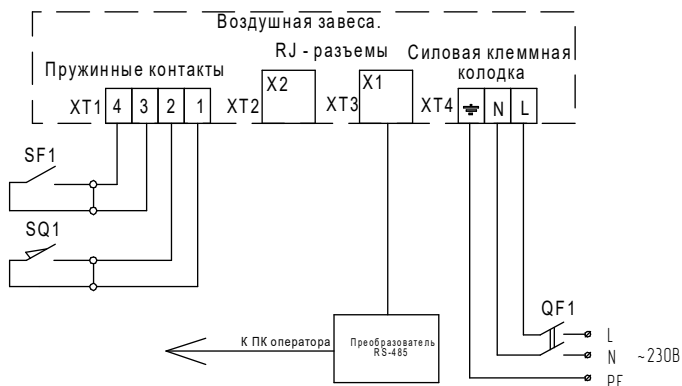 Воздушная завеса.
RJ - разъемы
Силовая клеммная
колодка
Пружинные контакты
X2
X1
XT1 4 3 2 1 XT2 XT3 XT4 N L
SF1
SQ1
QF1
L
N ~230В
PE
К ПК оператора
Преобразователь
RS-485